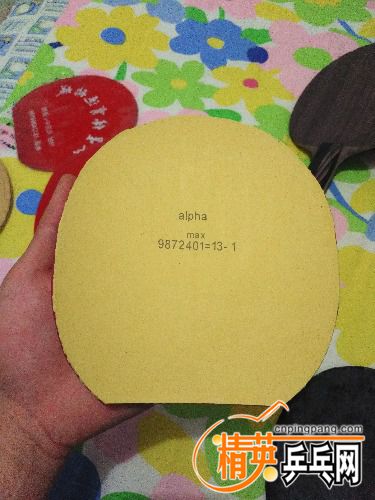 alpha
max
9872401=13-1
cnpingpang.com
精英乒乓网